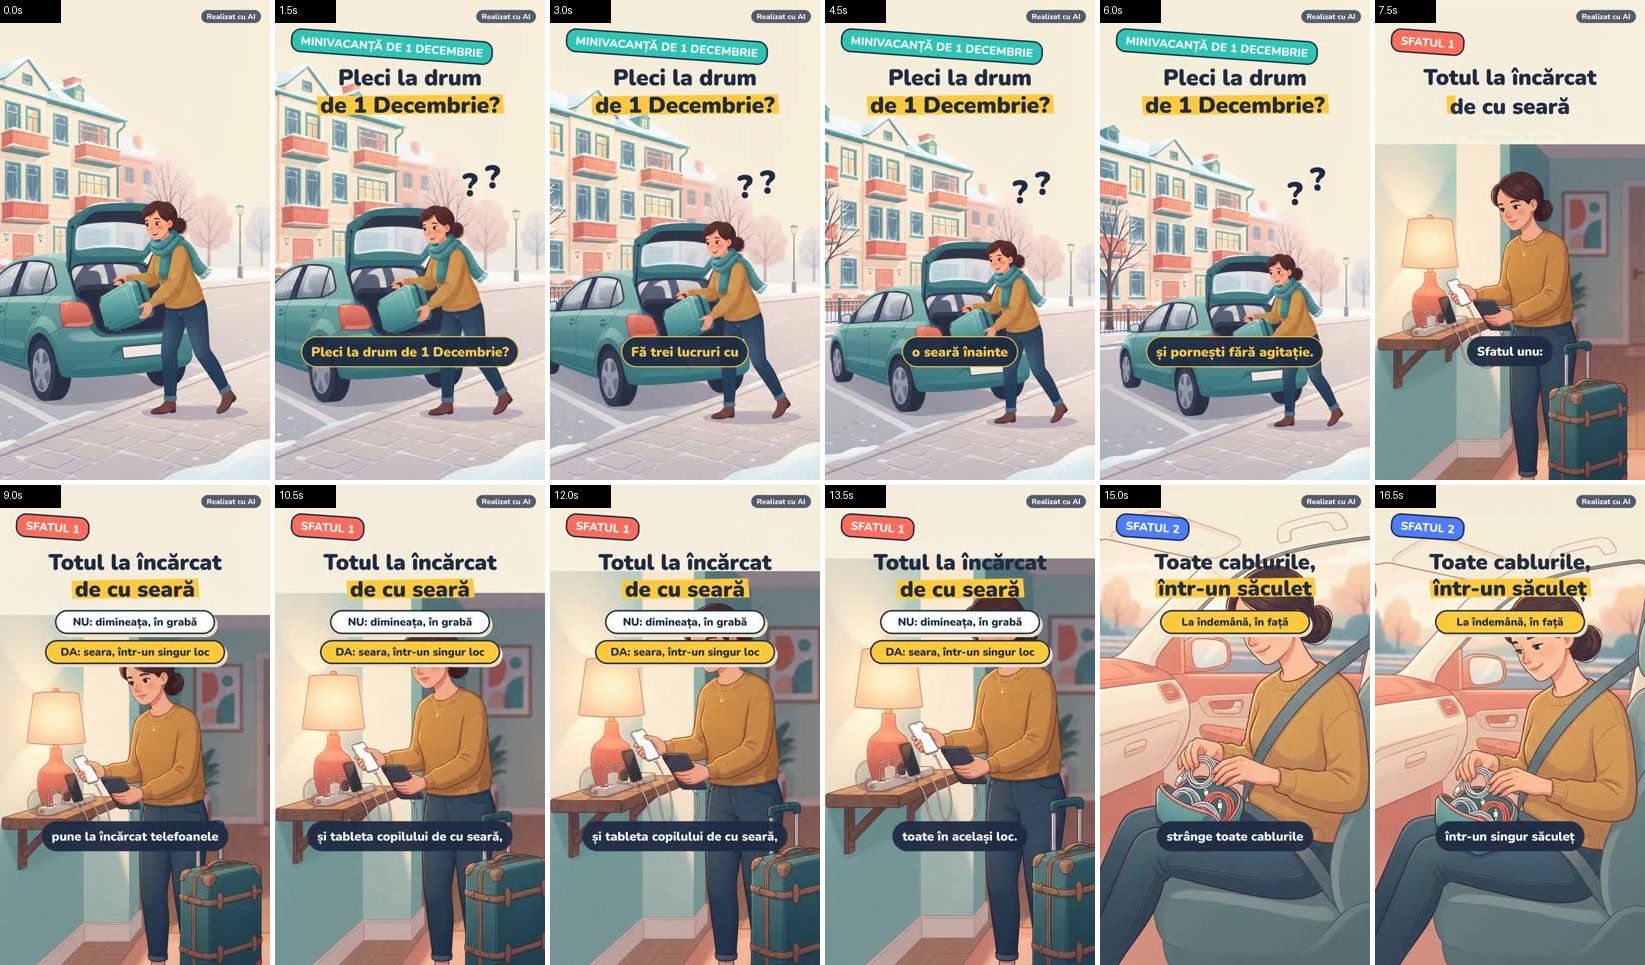 0.0s
Realizat cu AI
1.5s
Realizat cu AI
MINIVACANȚĂ DE 1 DECEMBRIE
Pleci la drum
de 1 Decembrie?
? ?
Pleci la drum de 1 Decembrie?
3.0s
Realizat cu AI
MINIVACANȚĂ DE 1 DECEMBRIE
Pleci la drum
de 1 Decembrie?
? ?
Fă trei lucruri cu
4.5s
Realizat cu AI
MINIVACANȚĂ DE 1 DECEMBRIE
Pleci la drum
de 1 Decembrie?
? ?
o seară înainte
6.0s
Realizat cu AI
MINIVACANȚĂ DE 1 DECEMBRIE
Pleci la drum
de 1 Decembrie?
? ?
și pornești fără agitație.
7.5s
Realizat cu AI
SFATUL 1
Totul la încărcat
de cu seară
Sfatul unu:
9.0s
Realizat cu AI
SFATUL 1
Totul la încărcat
de cu seară
NU: dimineața, în grabă
DA: seara, într-un singur loc
pune la încărcat telefoanele
10.5s
Realizat cu AI
SFATUL 1
Totul la încărcat
de cu seară
NU: dimineața, în grabă
DA: seara, într-un singur loc
și tableta copilului de cu seară,
12.0s
Realizat cu AI
SFATUL 1
Totul la încărcat
de cu seară
NU: dimineața, în grabă
DA: seara, într-un singur loc
și tableta copilului de cu seară,
13.5s
Realizat cu AI
SFATUL 1
Totul la încărcat
de cu seară
NU: dimineața, în grabă
DA: seara, într-un singur loc
toate în același loc.
15.0s
Realizat cu AI
SFATUL 2
Toate cablurile,
într-un săculeț
La îndemână, în față
strânge toate cablurile
16.5s
Realizat cu AI
SFATUL 2
Toate cablurile,
într-un săculeț
La îndemână, în față
într-un singur săculeț